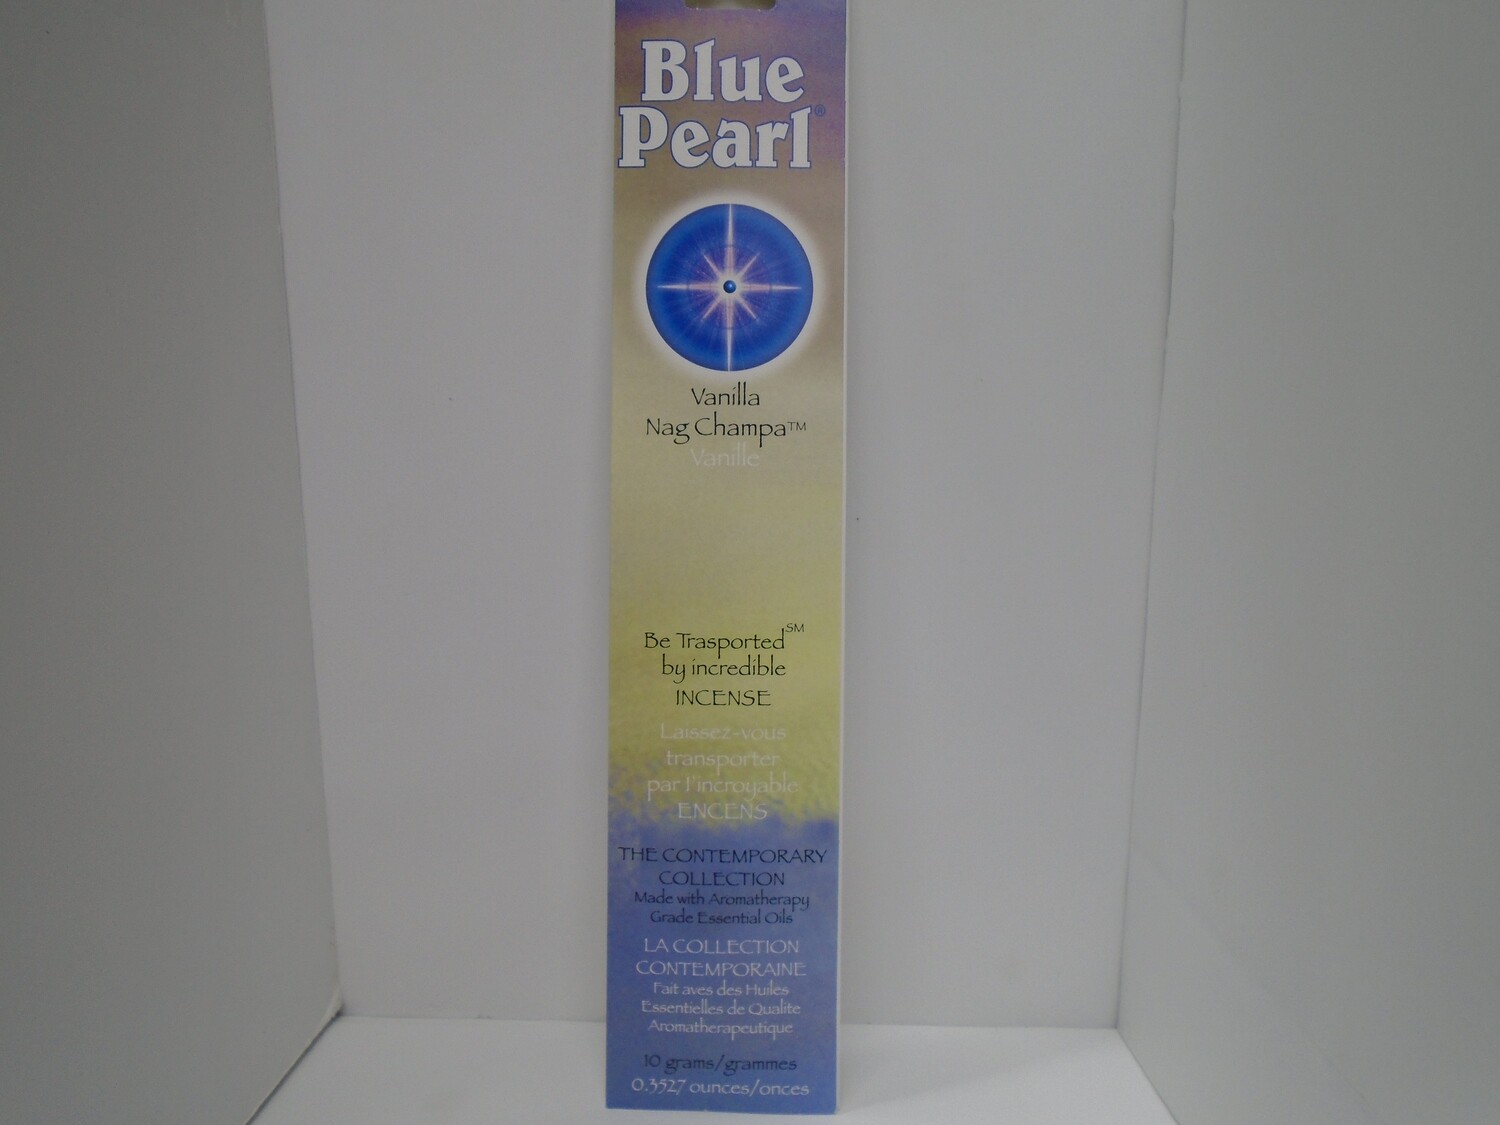 Blue
Pearl®
Vanilla
Nag Champa™
Vanille
Be Trasported℠
by incredible
INCENSE
Laissez-vous
transporter
par l'incroyable
ENCENS
THE CONTEMPORARY
COLLECTION
Made with Aromatherapy
Grade Essential Oils
LA COLLECTION
CONTEMPORAINE
Fait aves des Huiles
Essentielles de Qualite
Aromatherapeutique
10 grams/grammes
0.3527 ounces/onces